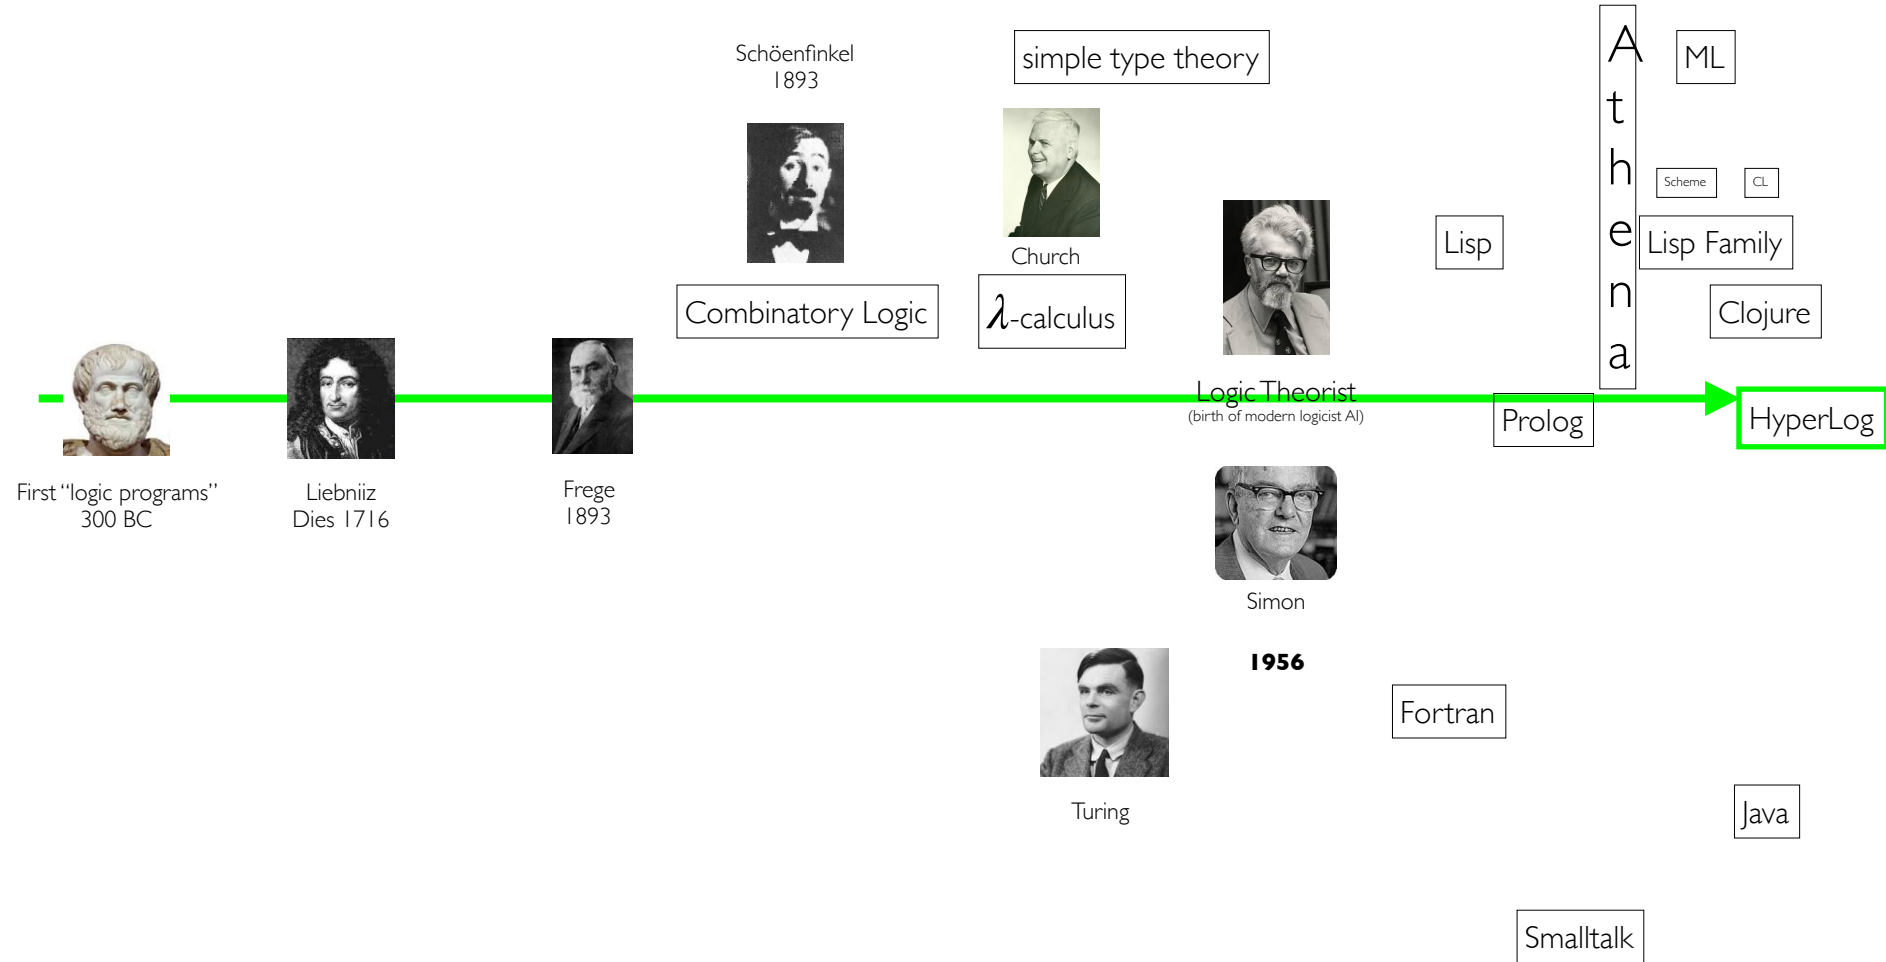 Schöenfinkel
1893
simple type theory
Athena
ML
Scheme
CL
Lisp
Lisp Family
Church
Combinatory Logic
λ-calculus
Clojure
Logic Theorist
(birth of modern logicist AI)
Prolog
HyperLog
First “logic programs”
300 BC
Liebniiz
Dies 1716
Frege
1893
Simon
1956
Fortran
Turing
Java
Smalltalk